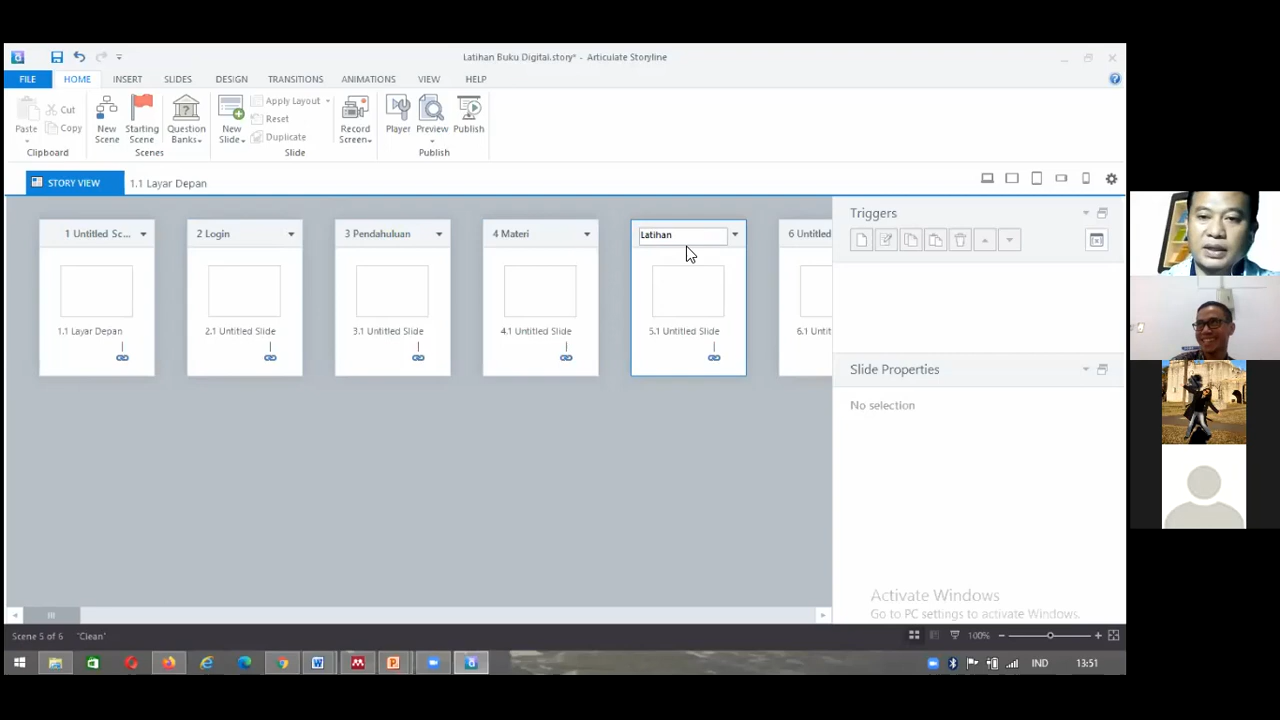 Latihan Buku Digital.story* - Articulate Storyline
FILE HOME INSERT SLIDES DESIGN TRANSITIONS ANIMATIONS VIEW HELP
Paste
Cut
Copy
Clipboard
New Scene
Starting Scene
Question Banks
Scenes
New Slide
Apply Layout
Reset
Duplicate
Slide
Record Screen
Player
Preview
Publish
Publish
STORY VIEW 1.1 Layar Depan
1 Untitled Sc...
2 Login
3 Pendahuluan
4 Materi
Latihan
6 Untitled
1.1 Layar Depan
2.1 Untitled Slide
3.1 Untitled Slide
4.1 Untitled Slide
5.1 Untitled Slide
6.1 Unti
Triggers
Slide Properties
No selection
Activate Windows
Go to PC settings to activate Windows.
Scene 5 of 6 "Clean" 100%
IND 13:51